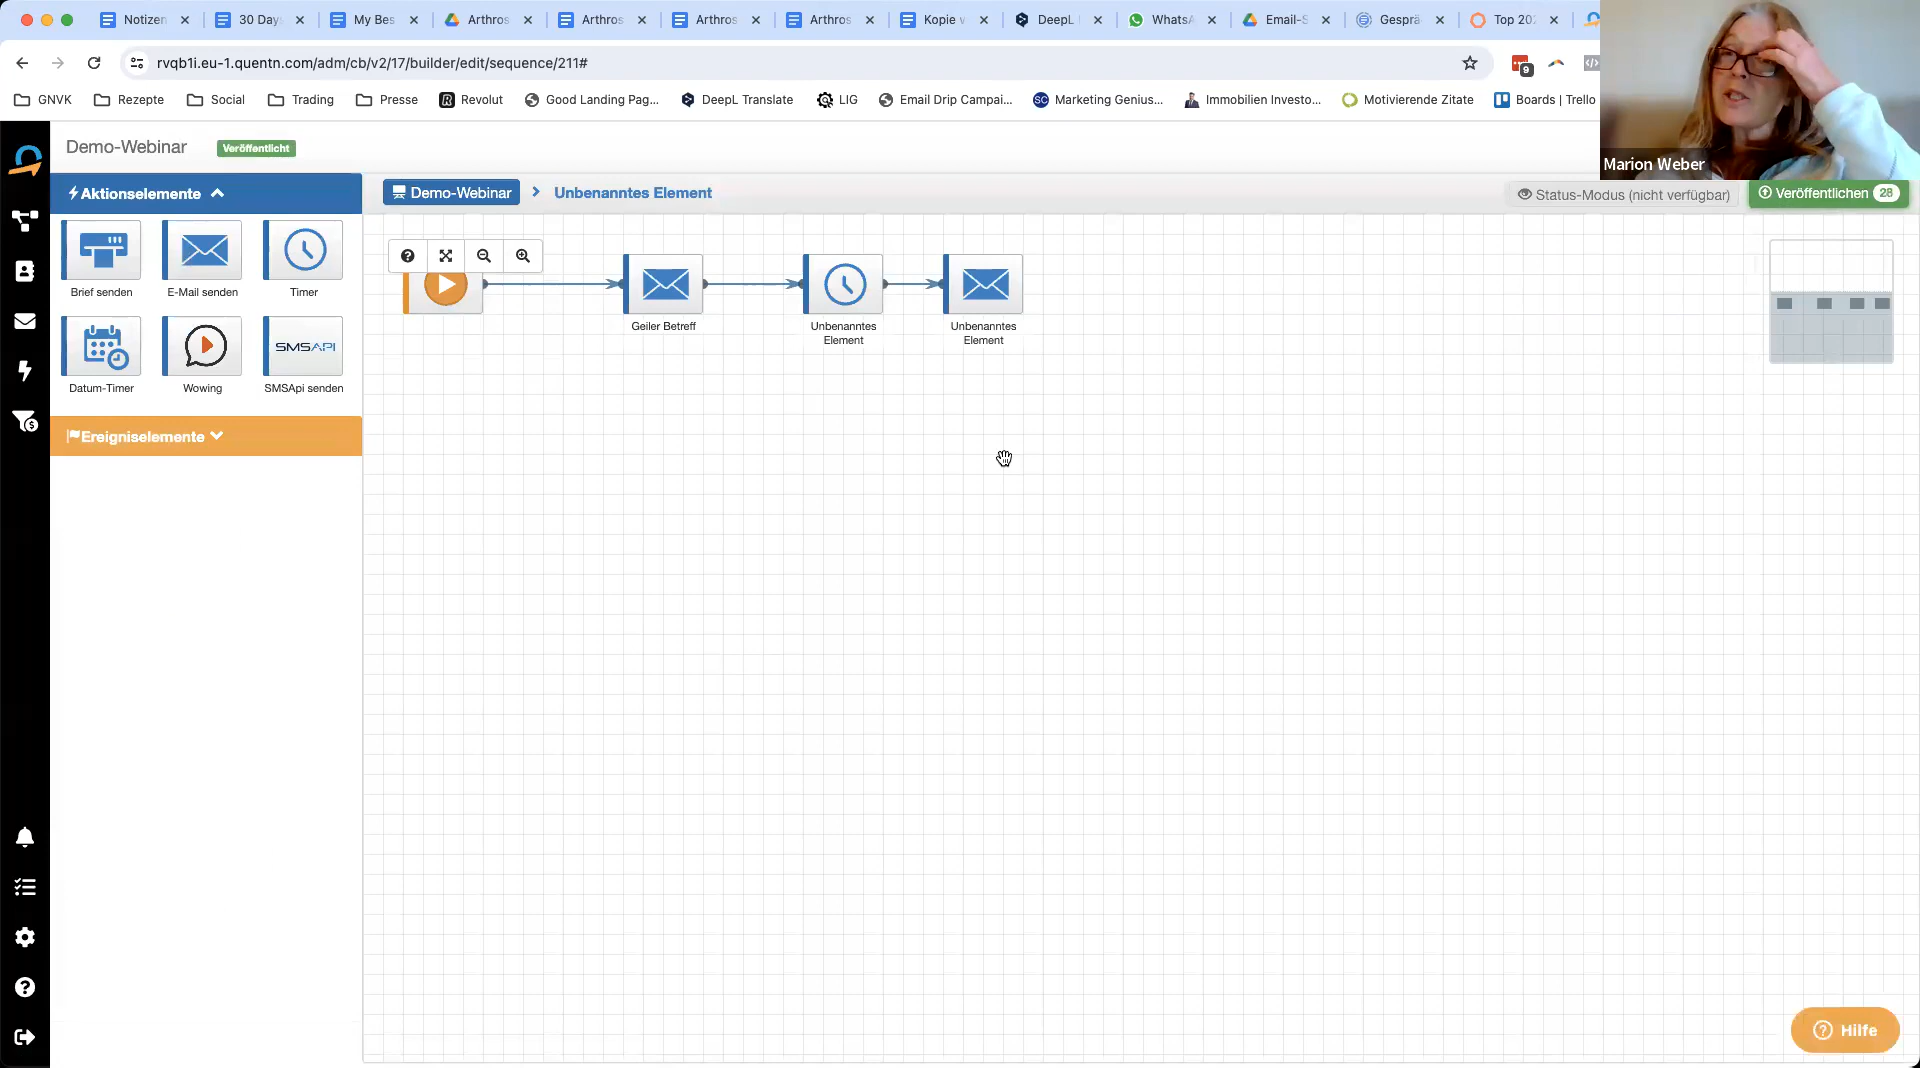 Notizen
30 Day
My Bes
Arthros
Arthros
Arthros
Arthros
Kopie v
DeepL
WhatsA
Email-S
Gesprä
Top 20
rvqb1i.eu-1.quentn.com/adm/cb/v2/17/builder/edit/sequence/211#
9
GNVK
Rezepte
Social
Trading
Presse
Revolut
Good Landing Pag...
DeepL Translate
LIG
Email Drip Campai...
SC
Marketing Genius...
Immobilien Investo...
Motivierende Zitate
Boards | Trello
Marion Weber
Demo-Webinar
Veröffentlicht
Aktionselemente
Demo-Webinar
Unbenanntes Element
Status-Modus (nicht verfügbar)
Veröffentlichen 28
Brief senden
E-Mail senden
Timer
SMSAPI
Datum-Timer
Wowing
SMSApi senden
Ereigniselemente
Geiler Betreff
Unbenanntes
Element
Unbenanntes
Element
Hilfe